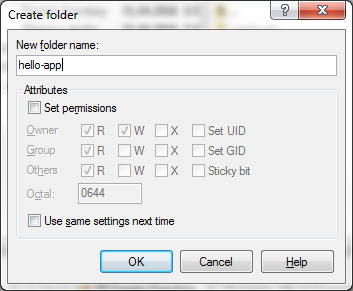 Create folder
New folder name:
hello-app
Attributes
Set permissions
Owner R W X Set UID
Group R W X Set GID
Others R W X Sticky bit
Octal: 0644
Use same settings next time
OK Cancel Help